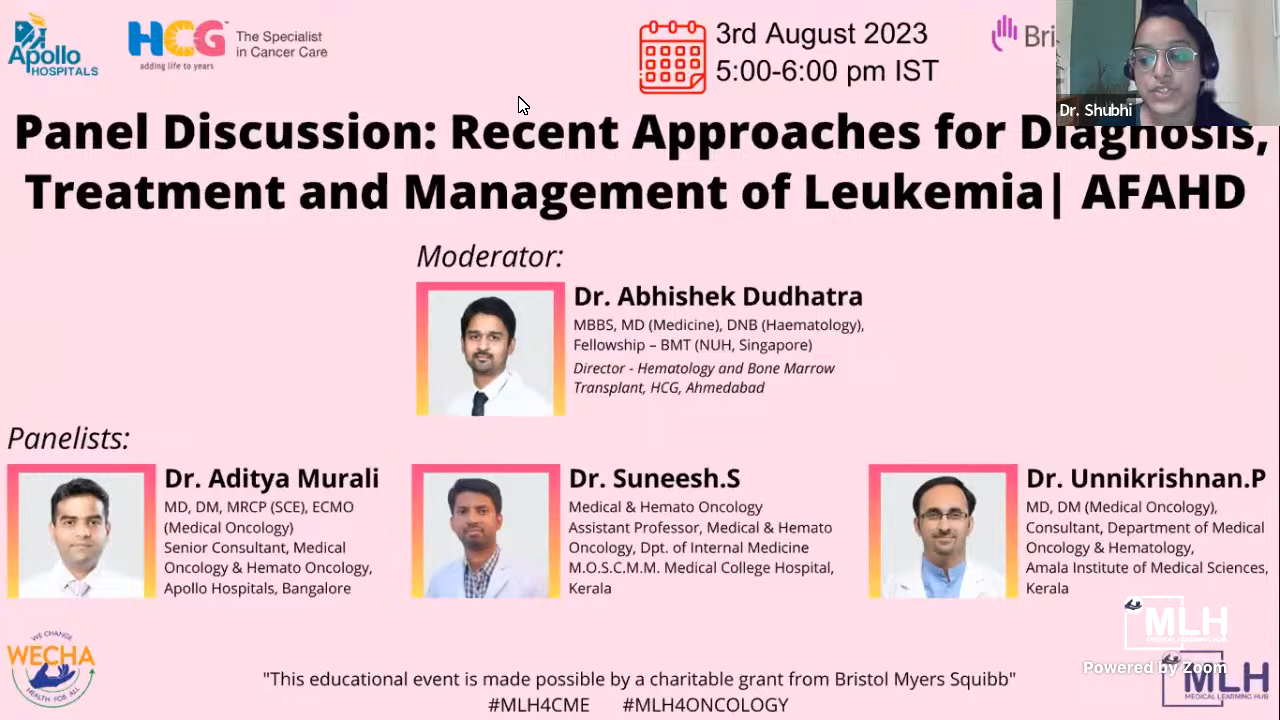 Apollo
HOSPITALS
HCG
adding life to years
The Specialist
in Cancer Care
3rd August 2023
5:00-6:00 pm IST
Bri
Dr. Shubhi
Panel Discussion: Recent Approaches for Diagnosis,
Treatment and Management of Leukemia| AFAHD
Moderator:
Dr. Abhishek Dudhatra
MBBS, MD (Medicine), DNB (Haematology),
Fellowship – BMT (NUH, Singapore)
Director - Hematology and Bone Marrow
Transplant, HCG, Ahmedabad
Panelists:
Dr. Aditya Murali
MD, DM, MRCP (SCE), ECMO
(Medical Oncology)
Senior Consultant, Medical
Oncology & Hemato Oncology,
Apollo Hospitals, Bangalore
Dr. Suneesh.S
Medical & Hemato Oncology
Assistant Professor, Medical & Hemato
Oncology, Dpt. of Internal Medicine
M.O.S.C.M.M. Medical College Hospital,
Kerala
Dr. Unnikrishnan.P
MD, DM (Medical Oncology),
Consultant, Department of Medical
Oncology & Hematology,
Amala Institute of Medical Sciences,
Kerala
MLH
MEDICAL LEARNING HUB
Powered by Zoom
WE CHANGE
WECHA
HEALTH FOR ALL
"This educational event is made possible by a charitable grant from Bristol Myers Squibb"
#MLH4CME #MLH4ONCOLOGY
MLH
MEDICAL LEARNING HUB